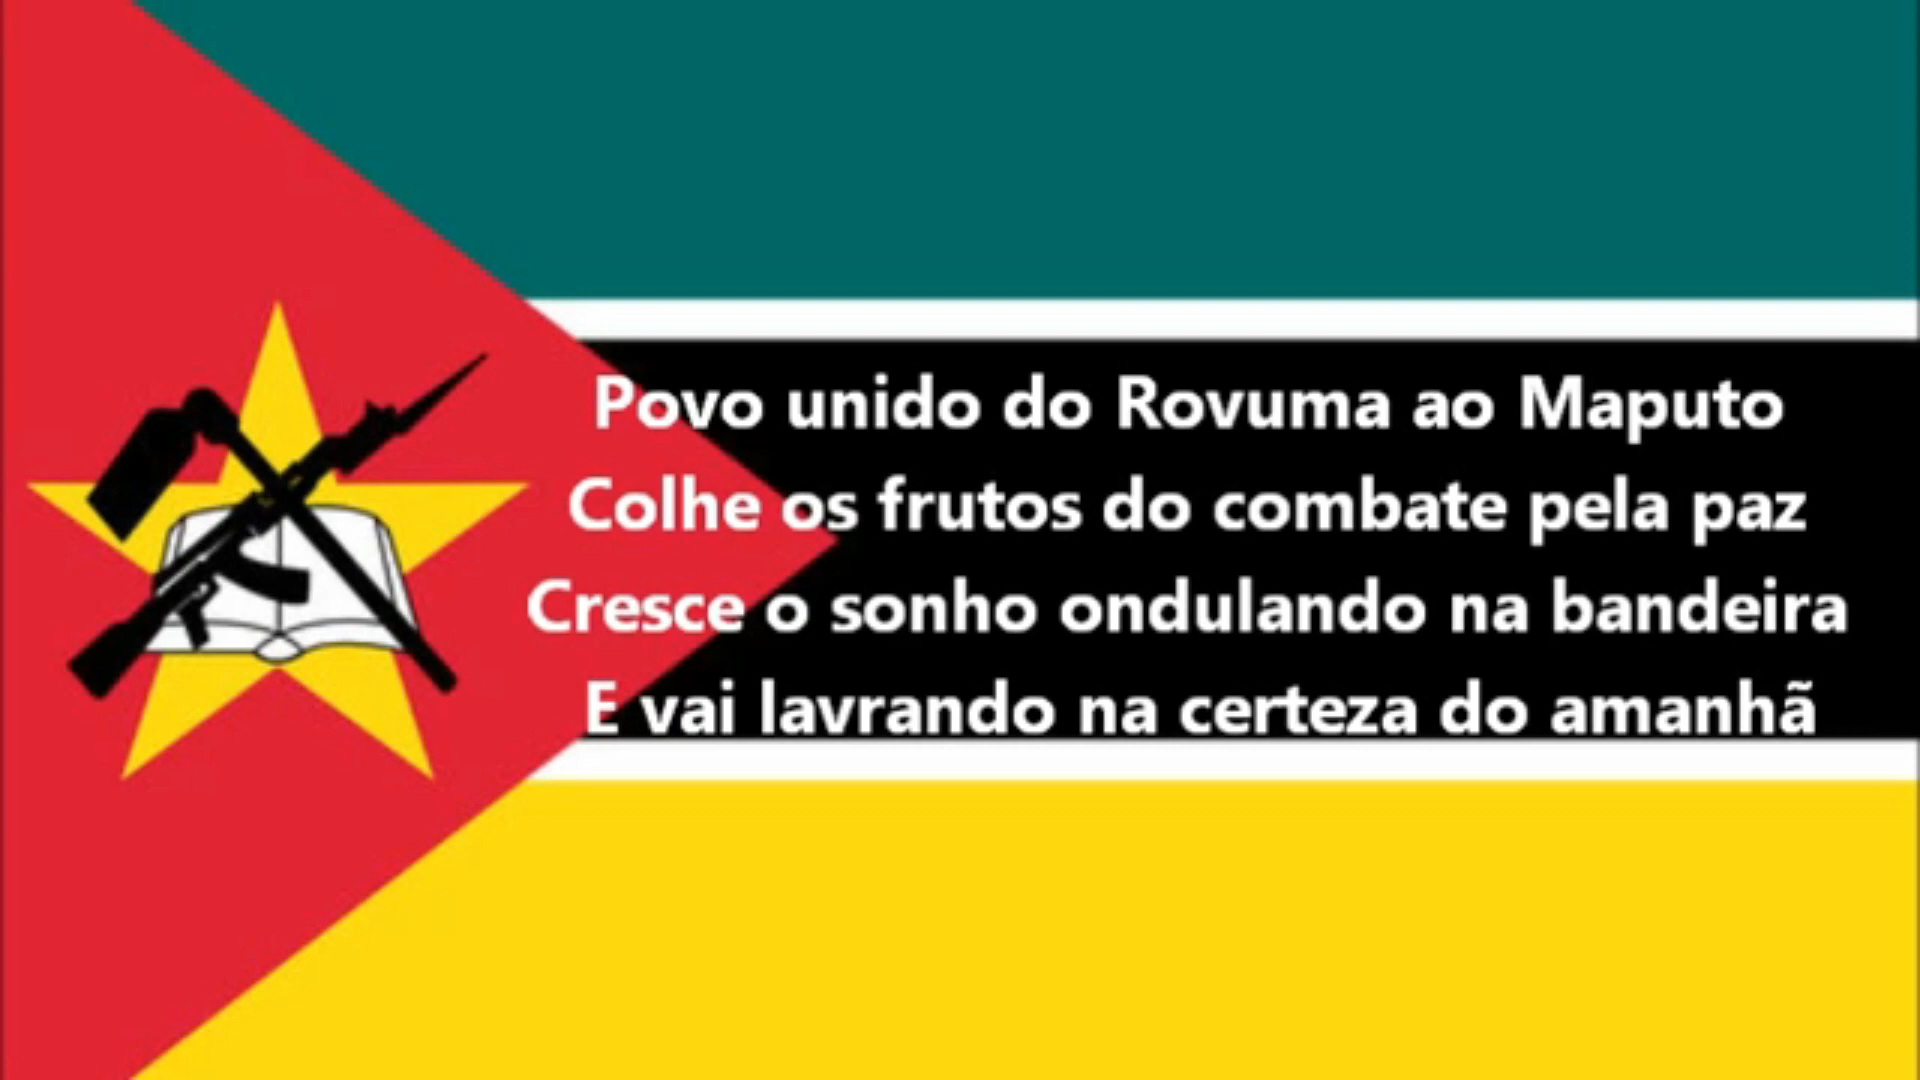 Povo unido do Rovuma ao Maputo
Colhe os frutos do combate pela paz
Cresce o sonho ondulando na bandeira
E vai lavrando na certeza do amanhã